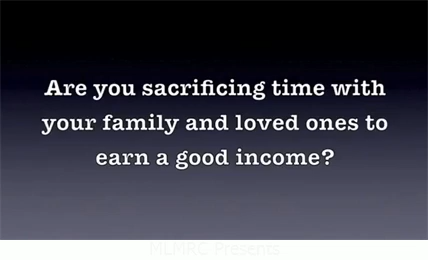 Are you sacrificing time with
your family and loved ones to
earn a good income?
MLMRC Presents